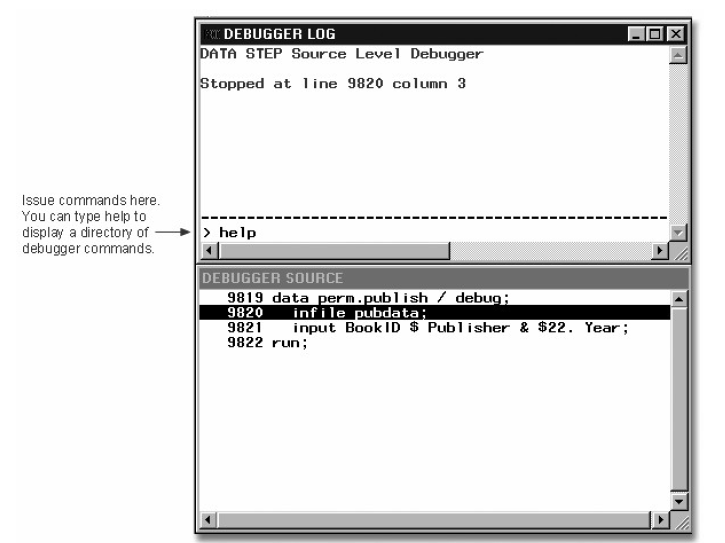 DEBUGGER LOG
DATA STEP Source Level Debugger
Stopped at line 9820 column 3
Issue commands here.
You can type help to
display a directory of
debugger commands.
> help
DEBUGGER SOURCE
9819 data perm.publish / debug;
9820 infile pubdata;
9821 input BookID $ Publisher & $22. Year;
9822 run;